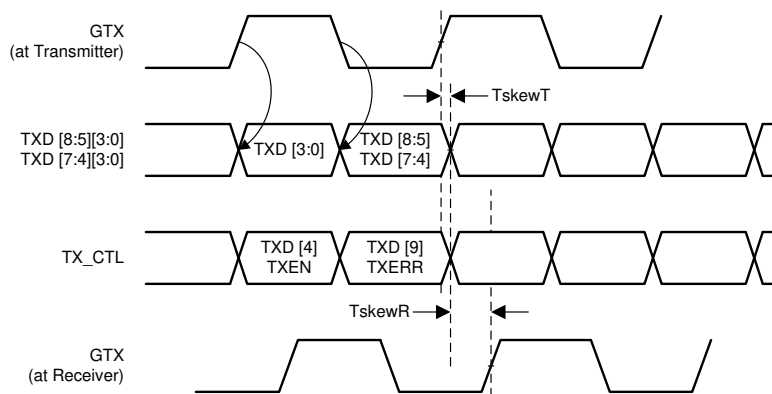 GTX
(at Transmitter)
TskewT
TXD [8:5][3:0]
TXD [7:4][3:0]
TXD [3:0]
TXD [8:5]
TXD [7:4]
TX_CTL
TXD [4]
TXEN
TXD [9]
TXERR
TskewR
GTX
(at Receiver)